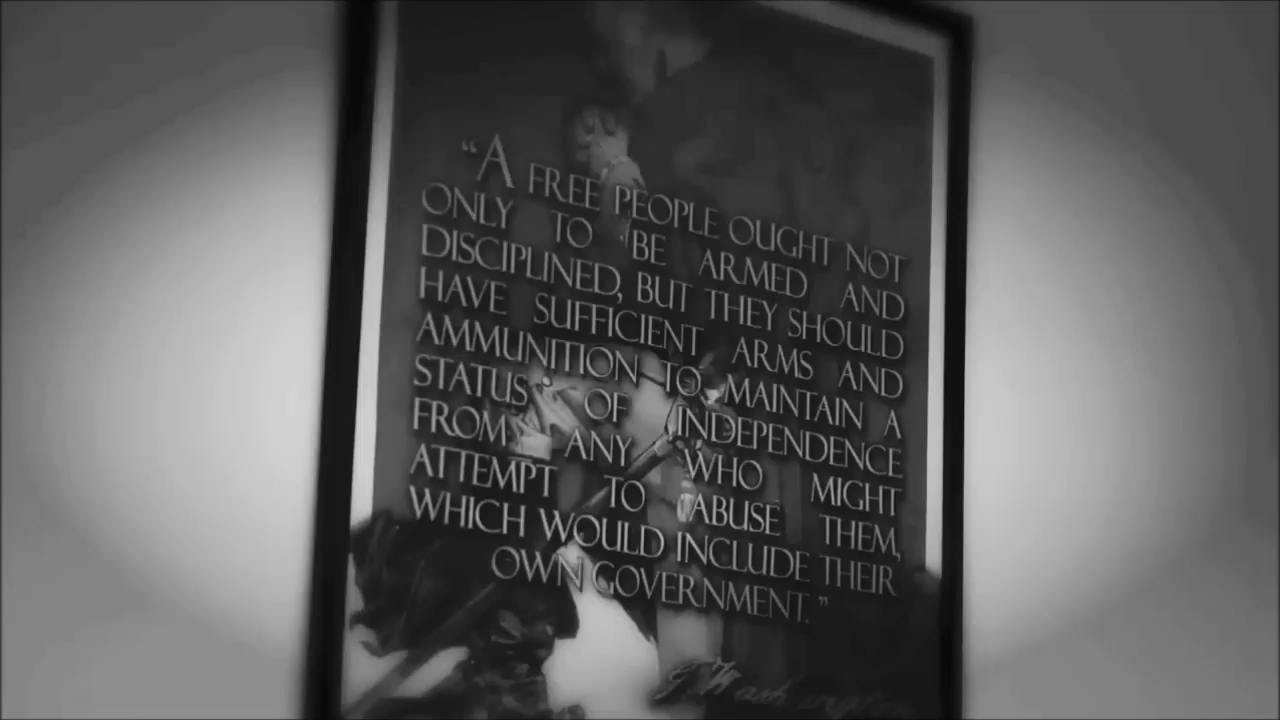 “A FREE PEOPLE OUGHT NOT
ONLY TO BE ARMED AND
DISCIPLINED, BUT THEY SHOULD
HAVE SUFFICIENT ARMS AND
AMMUNITION TO MAINTAIN A
STATUS OF INDEPENDENCE
FROM ANY WHO MIGHT
ATTEMPT TO ABUSE THEM,
WHICH WOULD INCLUDE THEIR
OWN GOVERNMENT.”
G. Washington